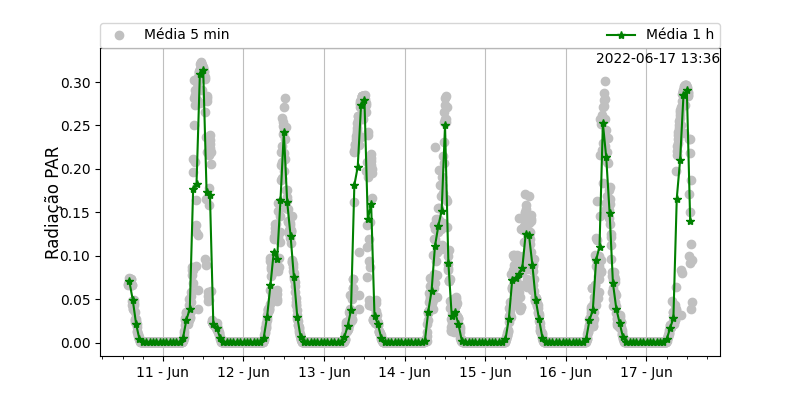 Média 5 min
Média 1 h
2022-06-17 13:36
Radiação PAR
0.30
0.25
0.20
0.15
0.10
0.05
0.00
11 - Jun
12 - Jun
13 - Jun
14 - Jun
15 - Jun
16 - Jun
17 - Jun